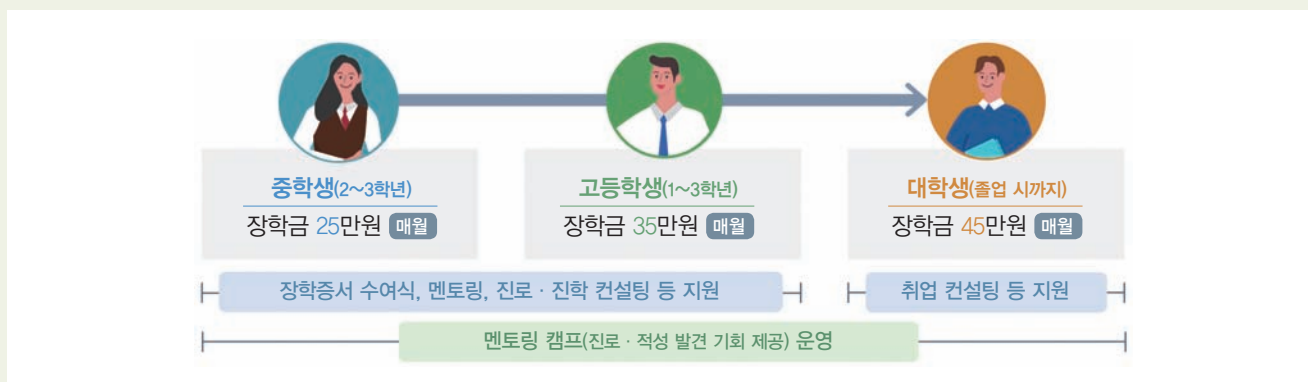 중학생(2~3학년)
장학금 25만원 매월
고등학생(1~3학년)
장학금 35만원 매월
대학생(졸업 시까지)
장학금 45만원 매월
장학증서 수여식, 멘토링, 진로 · 진학 컨설팅 등 지원
취업 컨설팅 등 지원
멘토링 캠프(진로 · 적성 발견 기회 제공) 운영